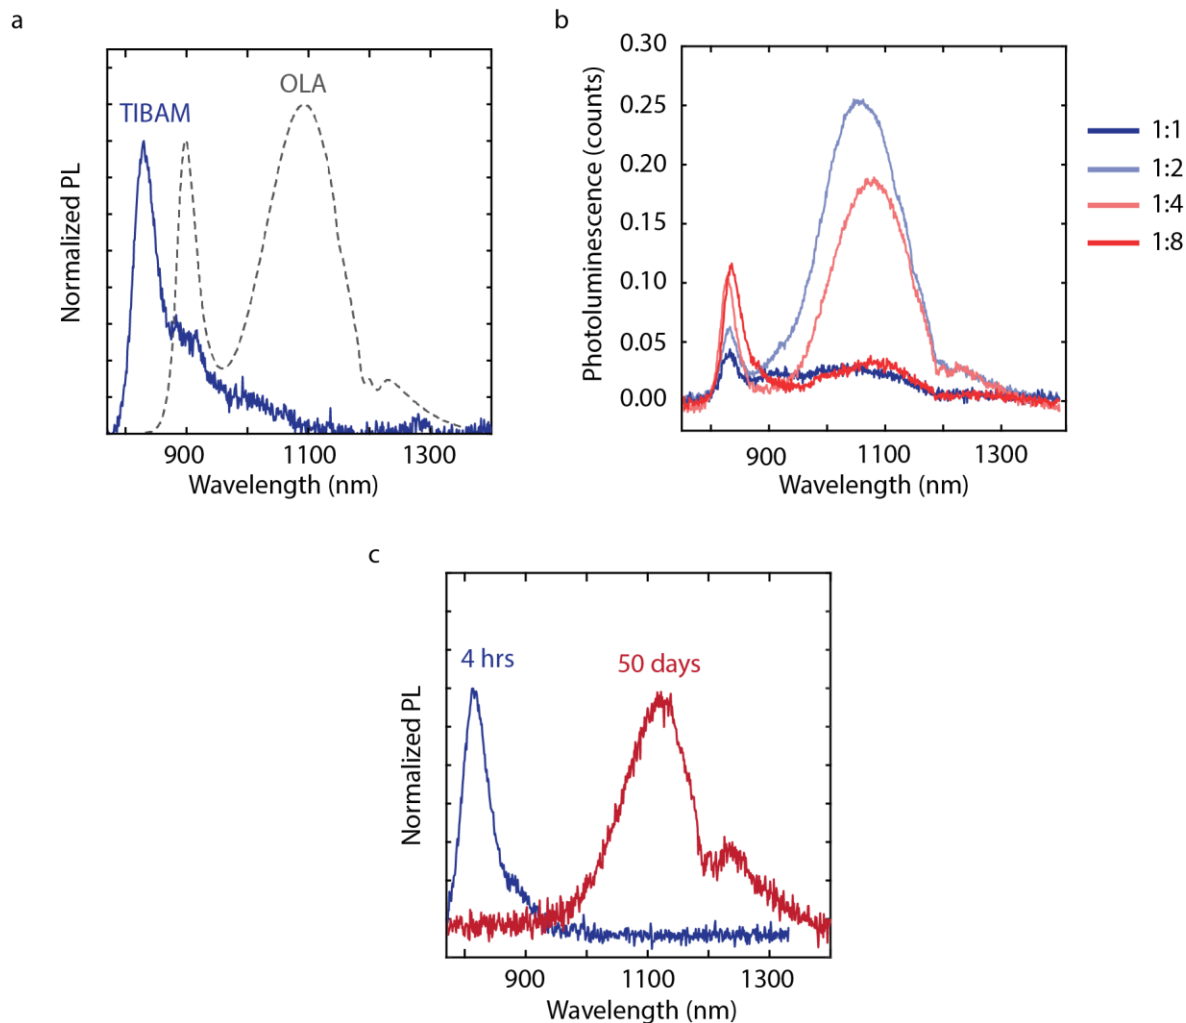 a
TIBAM
OLA
Normalized PL
900
1100
1300
Wavelength (nm)
b
0.30
0.25
0.20
0.15
0.10
0.05
0.00
Photoluminescence (counts)
900
1100
1300
Wavelength (nm)
1:1
1:2
1:4
1:8
c
4 hrs
50 days
Normalized PL
900
1100
1300
Wavelength (nm)